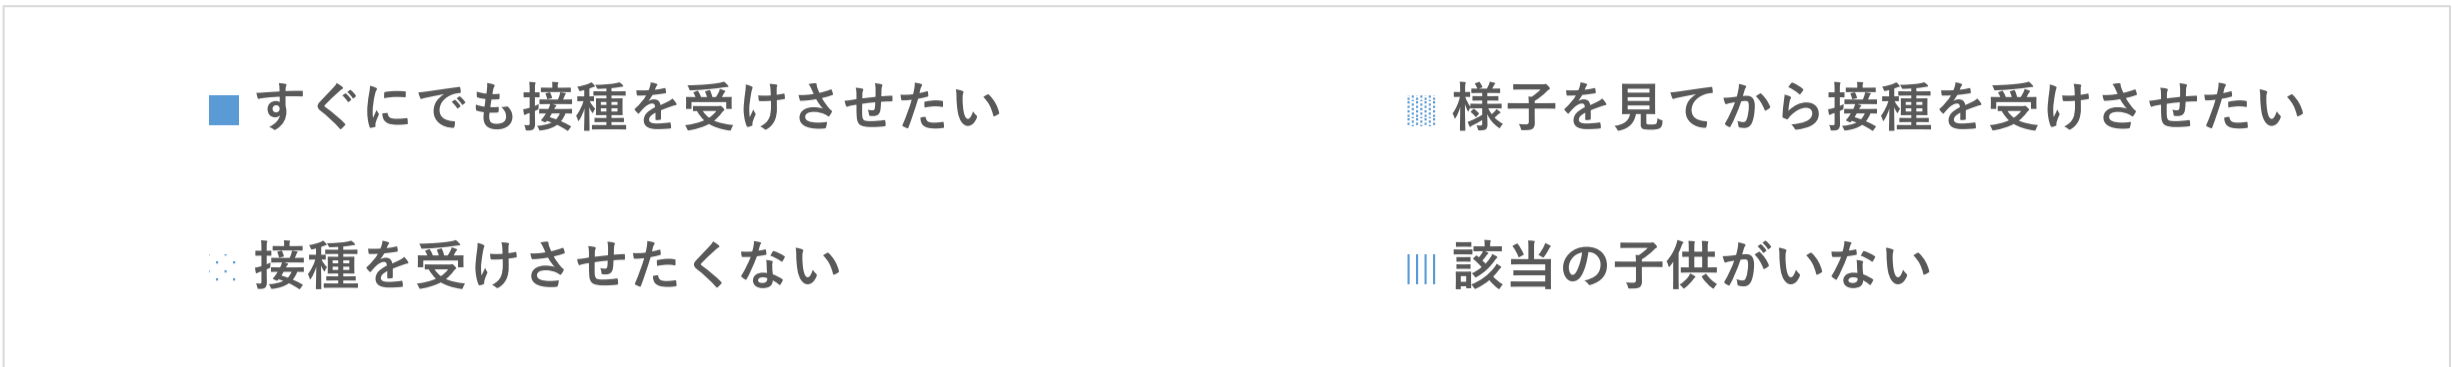 すぐにでも接種を受けさせたい
様子を見てから接種を受けさせたい
接種を受けさせたくない
該当の子供がいない